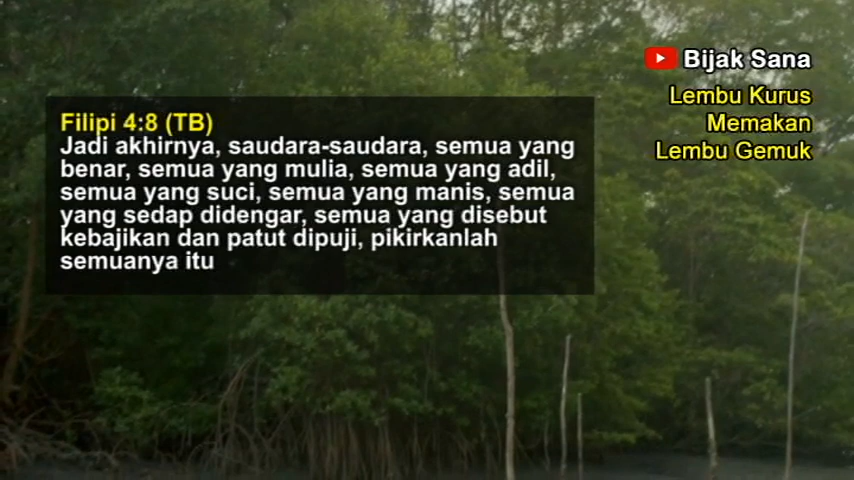 Filipi 4:8 (TB)
Jadi akhirnya, saudara-saudara, semua yang
benar, semua yang mulia, semua yang adil,
semua yang suci, semua yang manis, semua
yang sedap didengar, semua yang disebut
kebajikan dan patut dipuji, pikirkanlah
semuanya itu
Bijak Sana
Lembu Kurus
Memakan
Lembu Gemuk